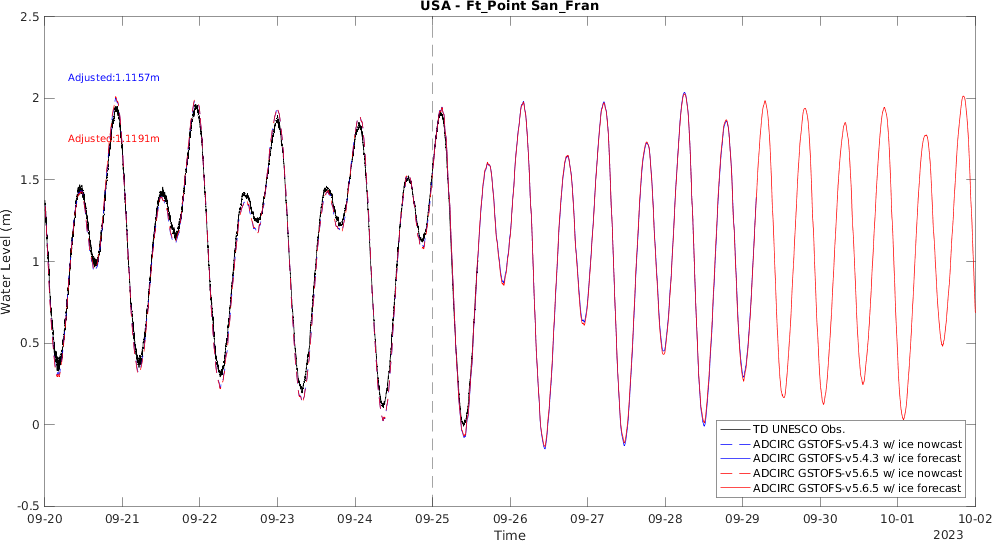 USA - Ft_Point San_Fran
Adjusted:1.1157m
Adjusted:1.1191m
Water Level (m)
2.5
2
1.5
1
0.5
0
-0.5
09-20 09-21 09-22 09-23 09-24 09-25 09-26 09-27 09-28 09-29 09-30 10-01 10-02
Time
2023
TD UNESCO Obs.
ADCIRC GSTOFS-v5.4.3 w/ ice nowcast
ADCIRC GSTOFS-v5.4.3 w/ ice forecast
ADCIRC GSTOFS-v5.6.5 w/ ice nowcast
ADCIRC GSTOFS-v5.6.5 w/ ice forecast